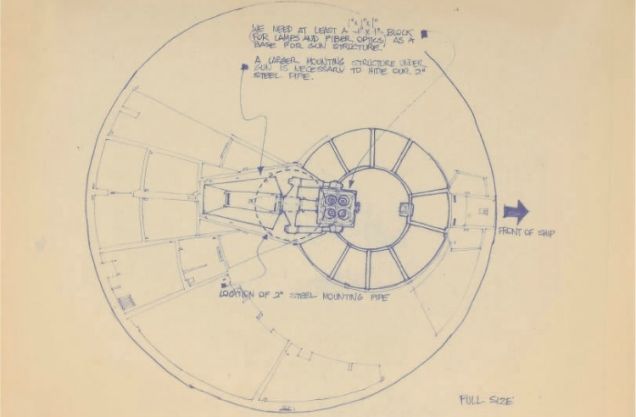 1"x1"x1"
WE NEED AT LEAST A 1" X 1" BLOCK
(FOR LAMPS AND FIBER OPTICS) AS A
BASE FOR GUN STRUCTURE.
A LARGER MOUNTING STRUCTURE UNDER
GUN IS NECESSARY TO HIDE OUR 2"
STEEL PIPE.
FRONT OF SHIP
LOCATION OF 2" STEEL MOUNTING PIPE
FULL SIZE